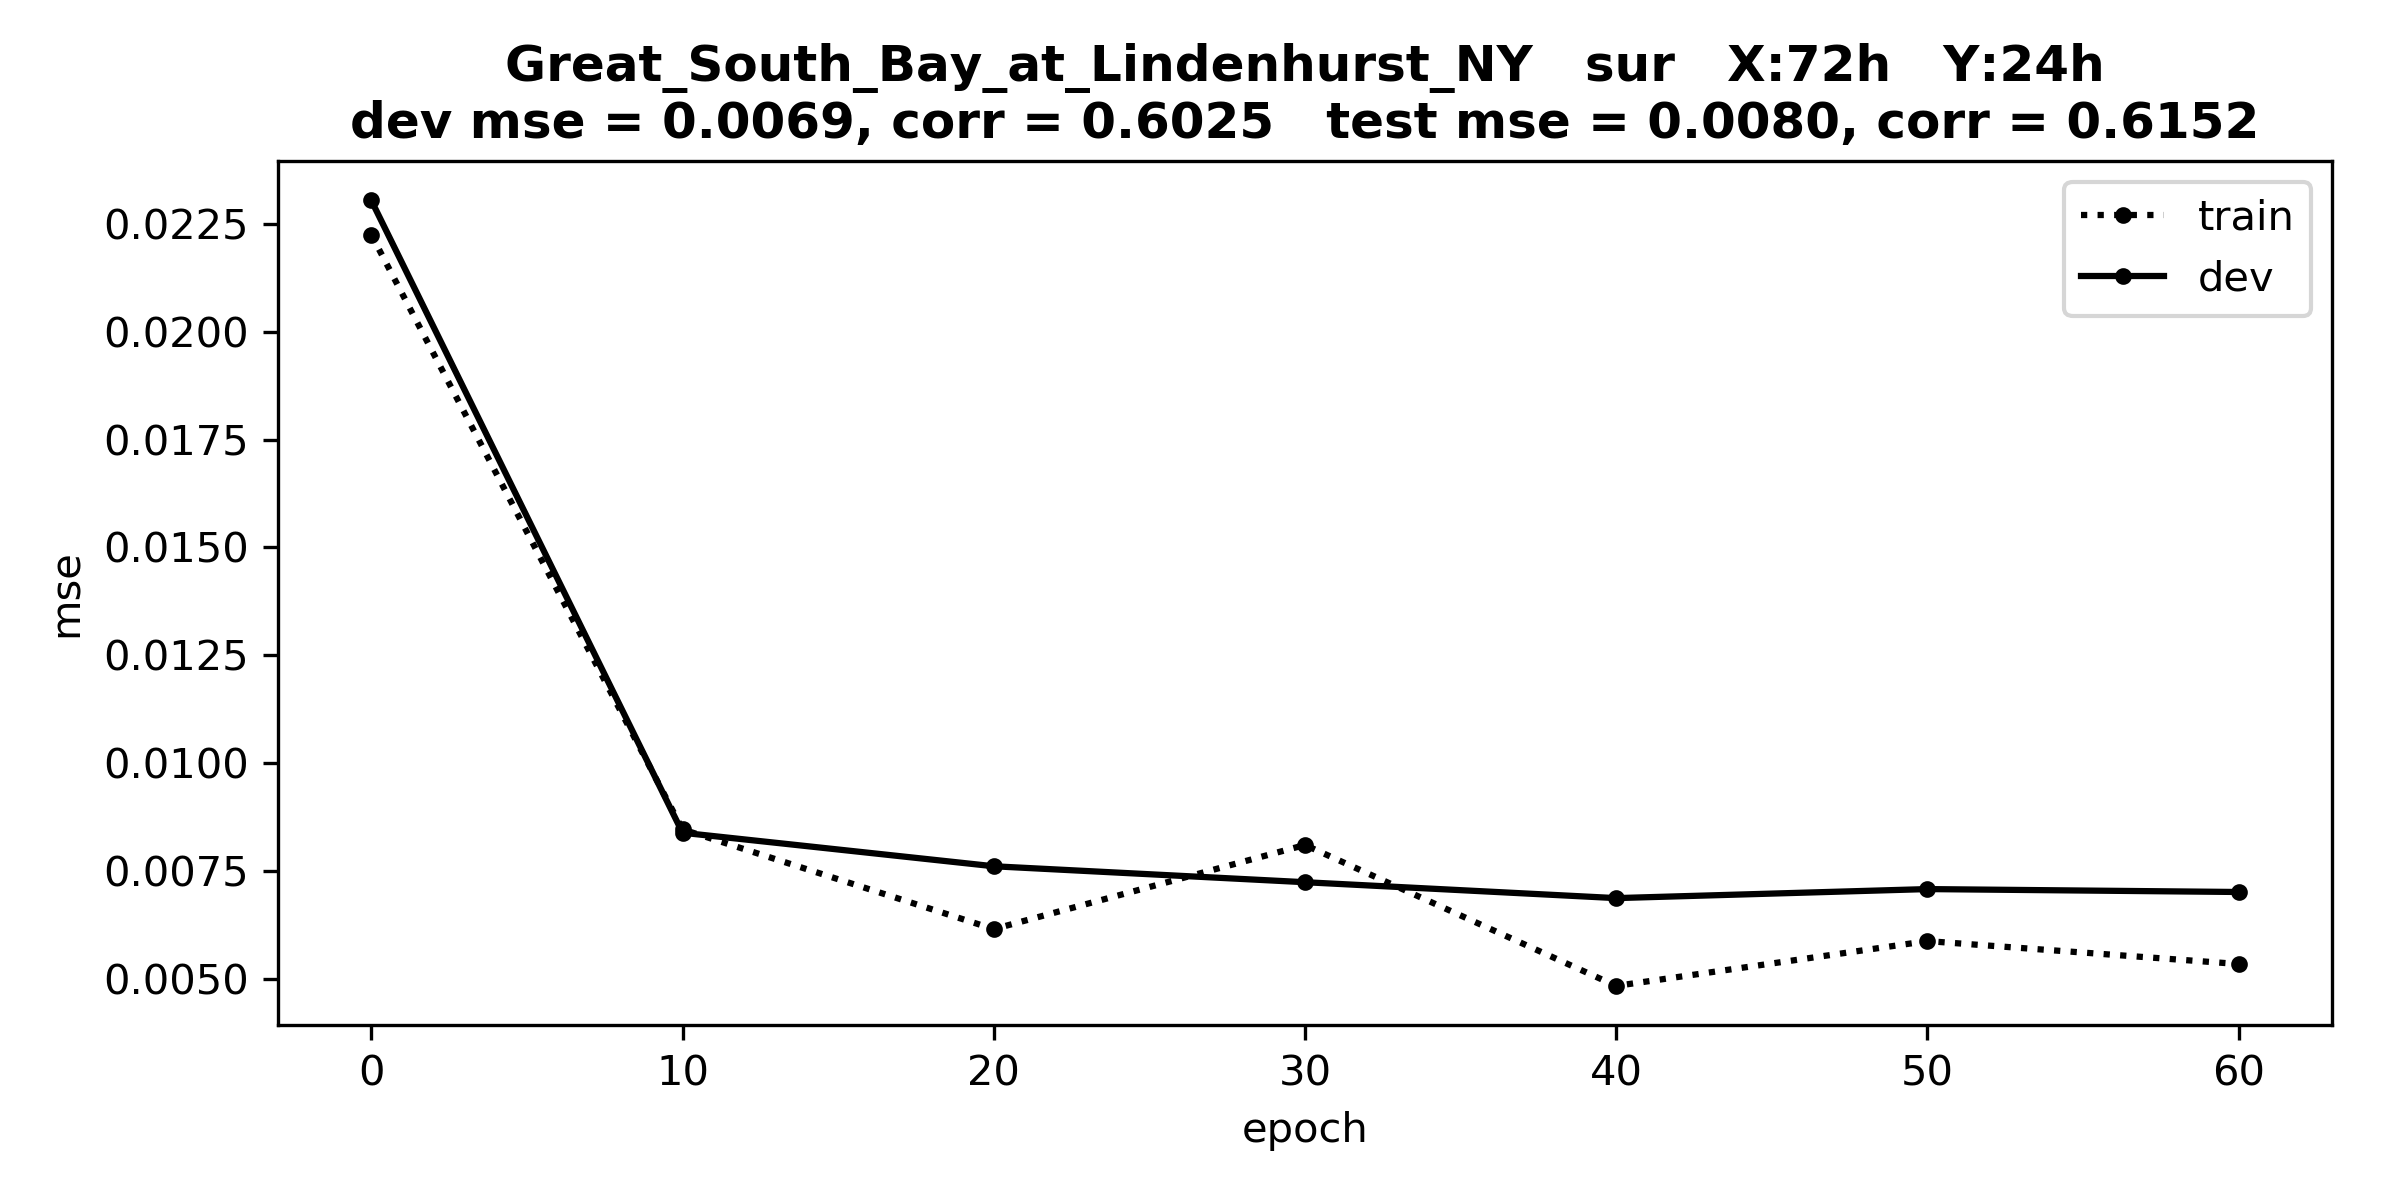 Great_South_Bay_at_Lindenhurst_NY   sur   X:72h   Y:24h
dev mse = 0.0069, corr = 0.6025   test mse = 0.0080, corr = 0.6152
train
dev
mse
0.0225
0.0200
0.0175
0.0150
0.0125
0.0100
0.0075
0.0050
0 10 20 30 40 50 60
epoch